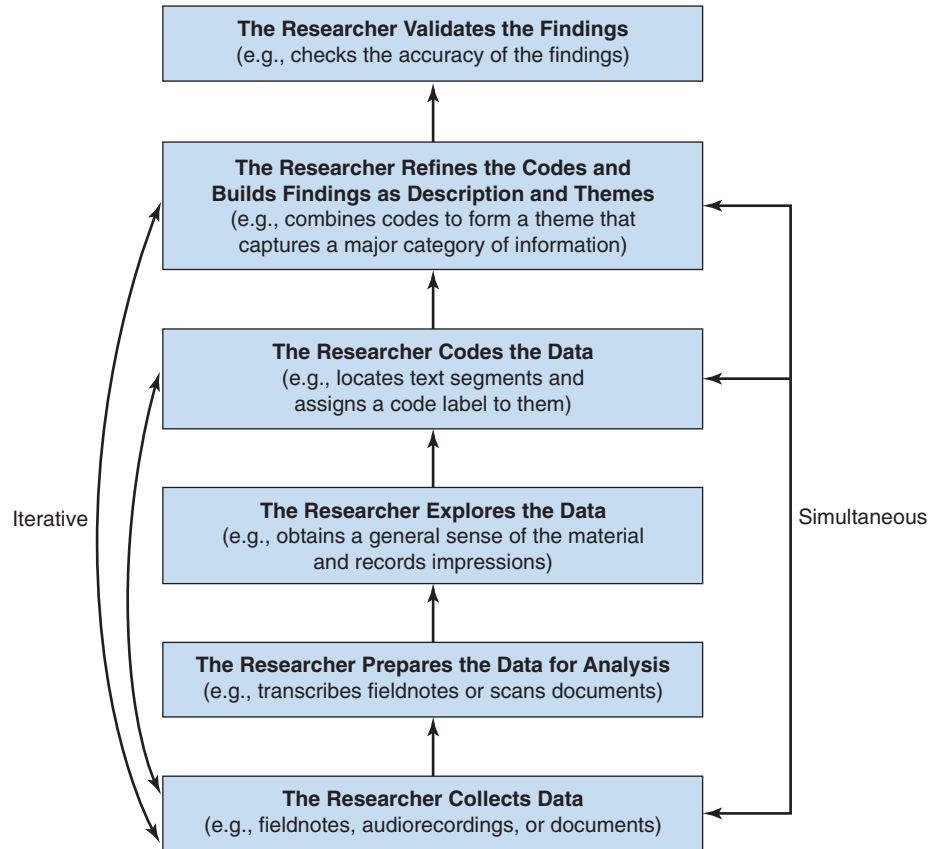 The Researcher Validates the Findings
(e.g., checks the accuracy of the findings)
The Researcher Refines the Codes and
Builds Findings as Description and Themes
(e.g., combines codes to form a theme that
captures a major category of information)
The Researcher Codes the Data
(e.g., locates text segments and
assigns a code label to them)
Iterative
The Researcher Explores the Data
(e.g., obtains a general sense of the material
and records impressions)
Simultaneous
The Researcher Prepares the Data for Analysis
(e.g., transcribes fieldnotes or scans documents)
The Researcher Collects Data
(e.g., fieldnotes, audiorecordings, or documents)